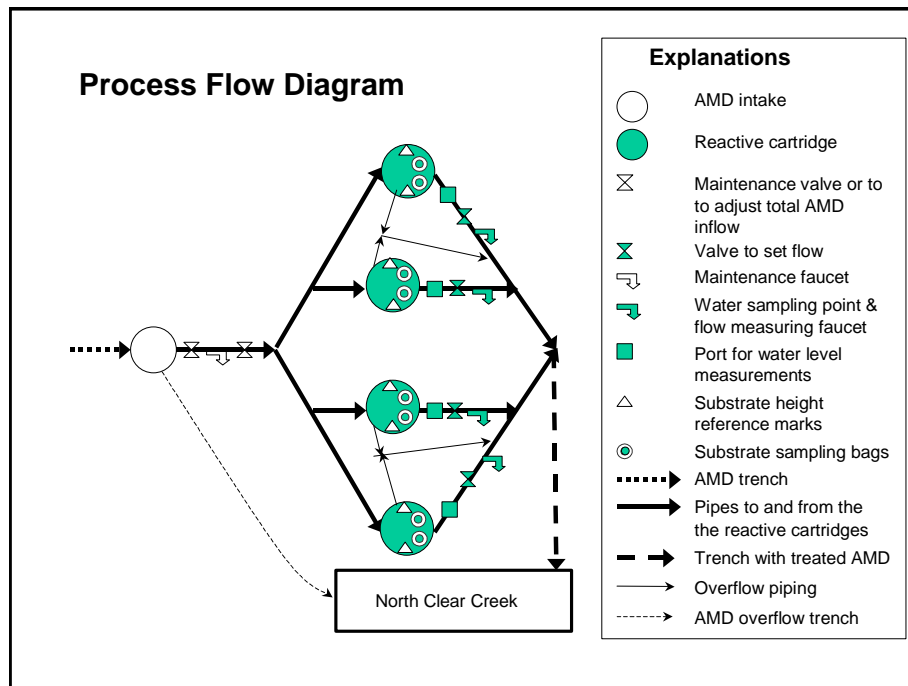 Process Flow Diagram
North Clear Creek
Explanations
AMD intake
Reactive cartridge
Maintenance valve or to
to adjust total AMD
inflow
Valve to set flow
Maintenance faucet
Water sampling point &
flow measuring faucet
Port for water level
measurements
Substrate height
reference marks
Substrate sampling bags
AMD trench
Pipes to and from the
the reactive cartridges
Trench with treated AMD
Overflow piping
AMD overflow trench